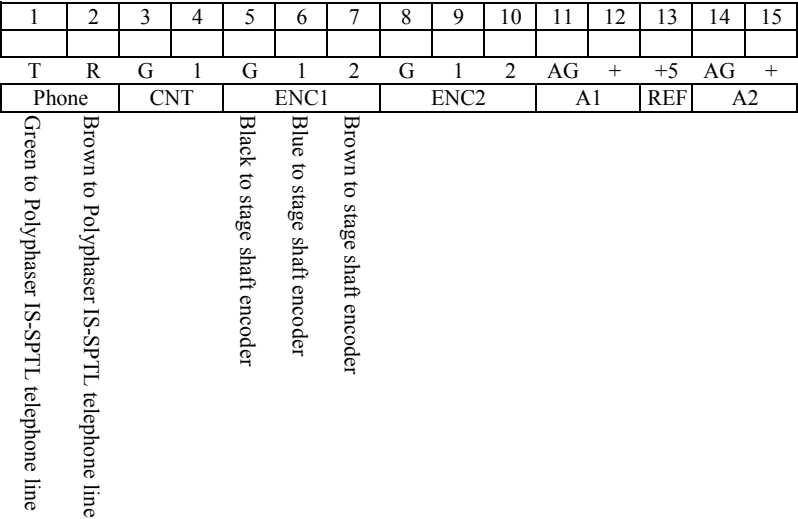 1 2 3 4 5 6 7 8 9 10 11 12 13 14 15
T R G 1 G 1 2 G 1 2 AG + +5 AG +
Phone CNT ENC1 ENC2 A1 REF A2
Green to Polyphaser IS-SPTL telephone line
Brown to Polyphaser IS-SPTL telephone line
Black to stage shaft encoder
Blue to stage shaft encoder
Brown to stage shaft encoder